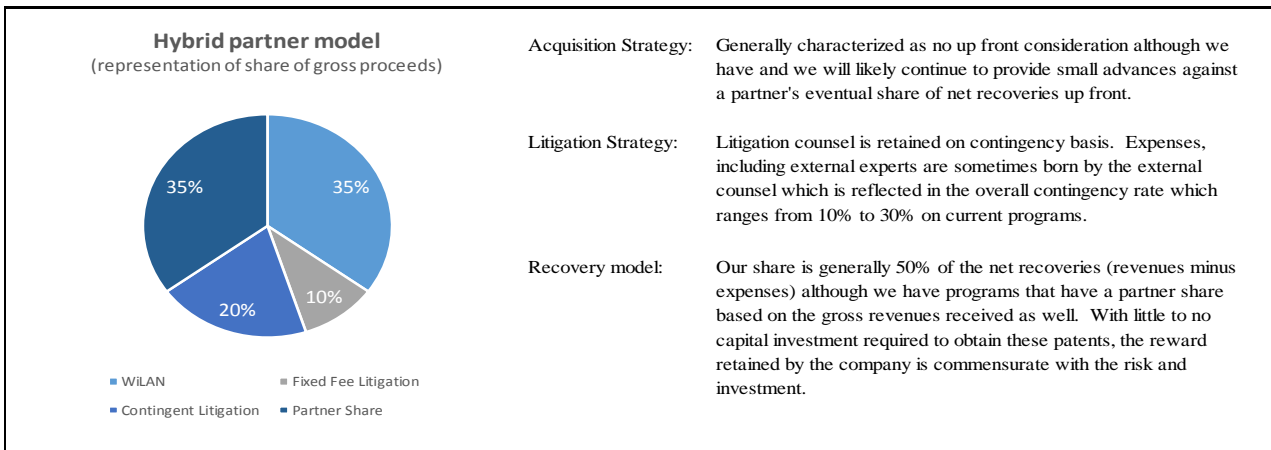 Hybrid partner model
(representation of share of gross proceeds)
35%
35%
20%
10%
WiLAN
Fixed Fee Litigation
Contingent Litigation
Partner Share
Acquisition Strategy:
Generally characterized as no up front consideration although we
have and we will likely continue to provide small advances against
a partner's eventual share of net recoveries up front.
Litigation Strategy:
Litigation counsel is retained on contingency basis. Expenses,
including external experts are sometimes born by the external
counsel which is reflected in the overall contingency rate which
ranges from 10% to 30% on current programs.
Recovery model:
Our share is generally 50% of the net recoveries (revenues minus
expenses) although we have programs that have a partner share
based on the gross revenues received as well. With little to no
capital investment required to obtain these patents, the reward
retained by the company is commensurate with the risk and
investment.